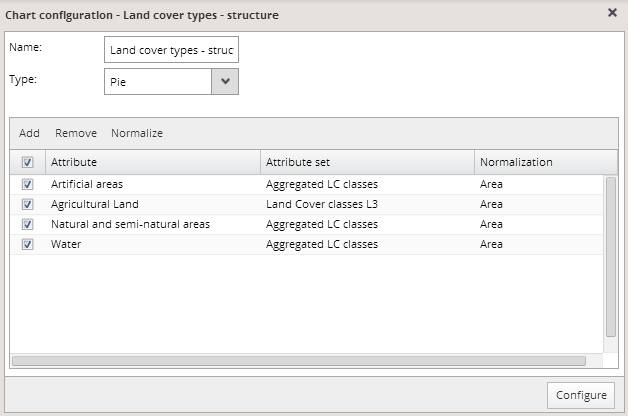 Chart configuration - Land cover types - structure
Name: Land cover types - struc
Type: Pie
Add Remove Normalize
Attribute Attribute set Normalization
Artificial areas Aggregated LC classes Area
Agricultural Land Land Cover classes L3 Area
Natural and semi-natural areas Aggregated LC classes Area
Water Aggregated LC classes Area
Configure